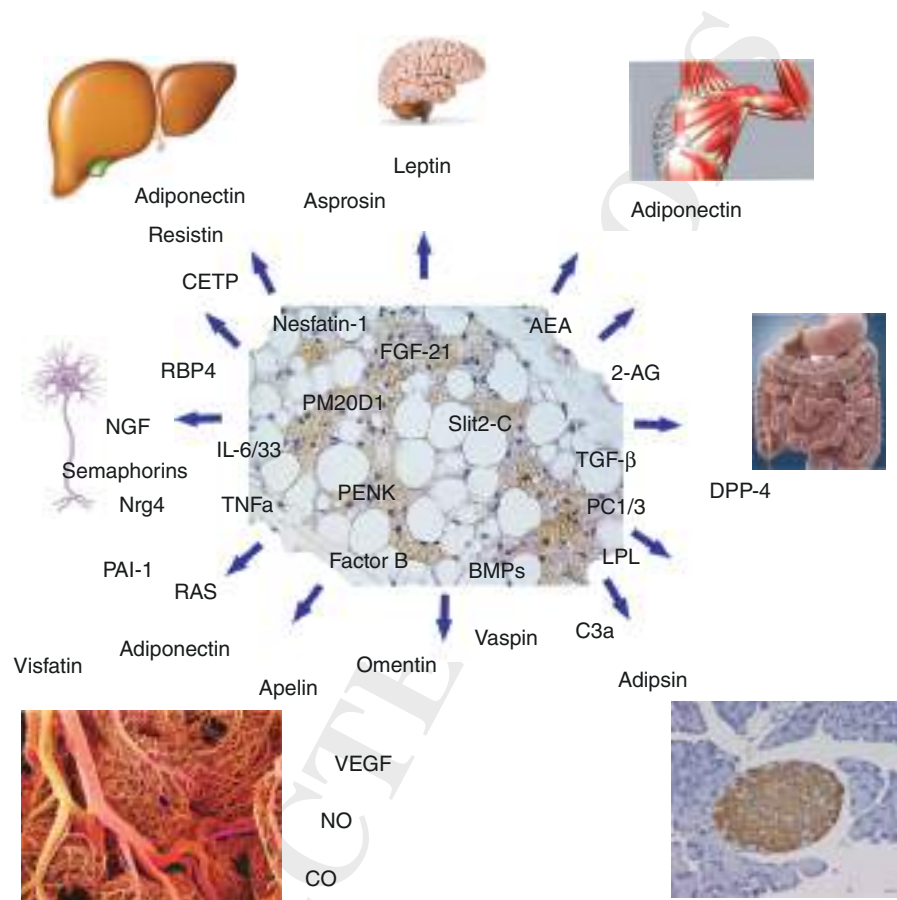 Leptin
Adiponectin
Asprosin
Adiponectin
Resistin
CETP
Nesfatin-1
AEA
FGF-21
RBP4
2-AG
PM20D1
Slit2-C
NGF
IL-6/33
TGF-β
Semaphorins
DPP-4
PENK
Nrg4
TNFa
PC1/3
Factor B
LPL
PAI-1
BMPs
RAS
C3a
Vaspin
Adiponectin
Visfatin
Omentin
Apelin
Adipsin
VEGF
NO
CO